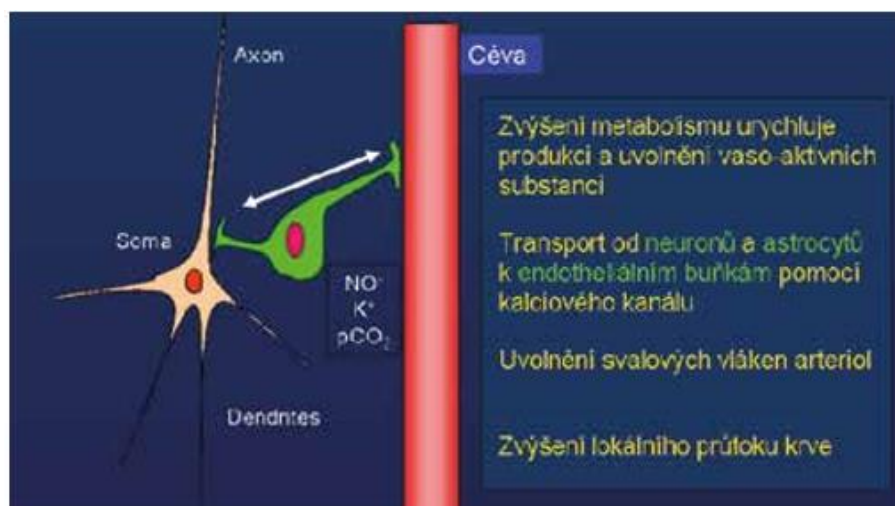 Axon
Céva
Soma
NO-
K+
pCO2
Dendrites
Zvýšení metabolismu urychluje
produkci a uvolnění vaso-aktivních
substancí
Transport od neuronů a astrocytů
k endotheliálním buňkám pomocí
kalciového kanálu
Uvolnění svalových vláken arteriol
Zvýšení lokálního průtoku krve